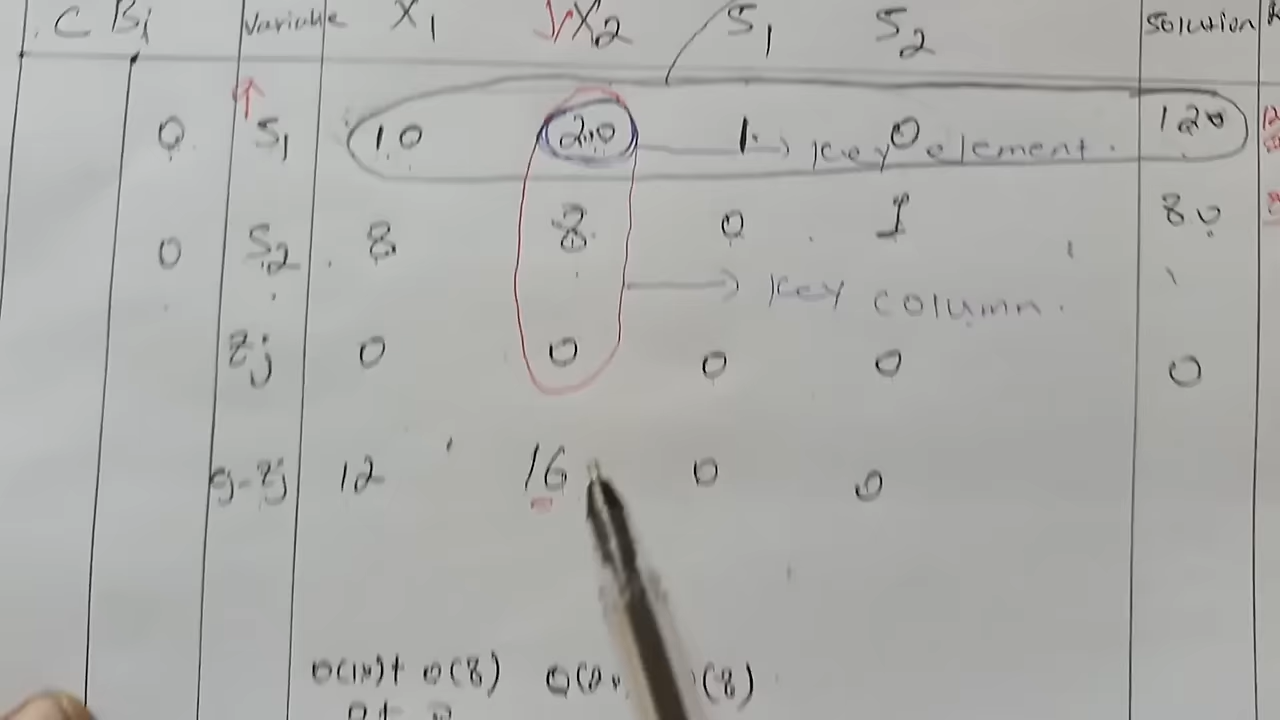 C Bi Variable X1 X2 S1 S2 Solution
0 S1 10 20 1 → Key element. 0 120
0 S2 8 8 0 1 80
→ Key column.
Zj 0 0 0 0 0
Cj-Zj 12 16 0 0
0(10)+ 0(8) (8)